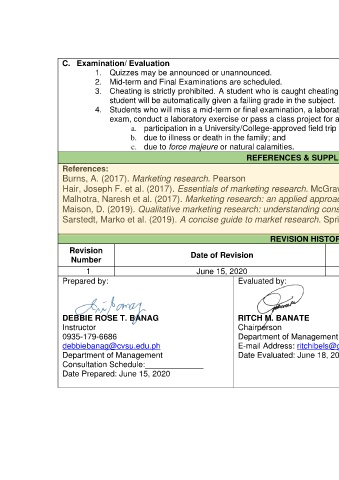 C. Examination/ Evaluation
1. Quizzes may be announced or unannounced.
2. Mid-term and Final Examinations are scheduled.
3. Cheating is strictly prohibited. A student who is caught cheating
student will be automatically given a failing grade in the subject.
4. Students who will miss a mid-term or final examination, a laborat
exam, conduct a laboratory exercise or pass a class project for a
a. participation in a University/College-approved field trip
b. due to illness or death in the family; and
c. due to force majeure or natural calamities.
REFERENCES & SUPPL
References:
Burns, A. (2017). Marketing research. Pearson
Hair, Joseph F. et al. (2017). Essentials of marketing research. McGrav
Malhotra, Naresh et al. (2017). Marketing research: an applied approac
Maison, D. (2019). Qualitative marketing research: understanding cons
Sarstedt, Marko et al. (2019). A concise guide to market research. Spri
REVISION HISTOR
Revision Number
Date of Revision
1
June 15, 2020
Prepared by:
DEBBIE ROSE T. BANAG
Instructor
0935-179-6686
debbiebanag@cvsu.edu.ph
Department of Management
Consultation Schedule:
Date Prepared: June 15, 2020
Evaluated by:
RITCH M. BANATE
Chairperson
Department of Management
E-mail Address: ritchibels@g
Date Evaluated: June 18, 20